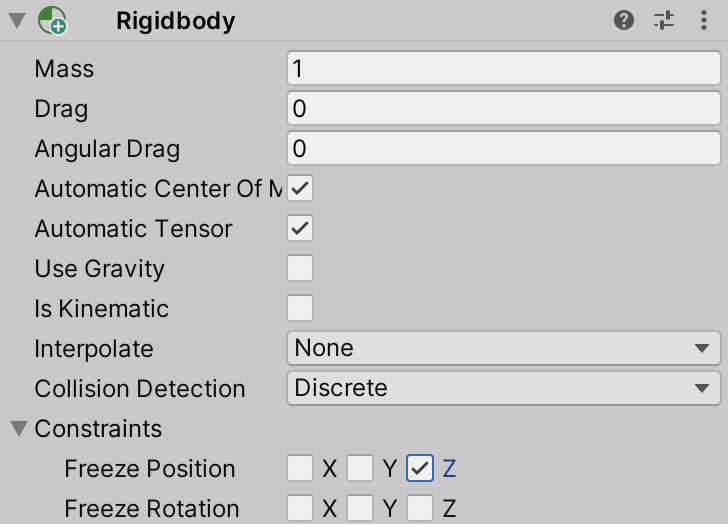 Rigidbody
Mass 1
Drag 0
Angular Drag 0
Automatic Center Of M
Automatic Tensor
Use Gravity
Is Kinematic
Interpolate None
Collision Detection Discrete
Constraints
Freeze Position X Y Z
Freeze Rotation X Y Z